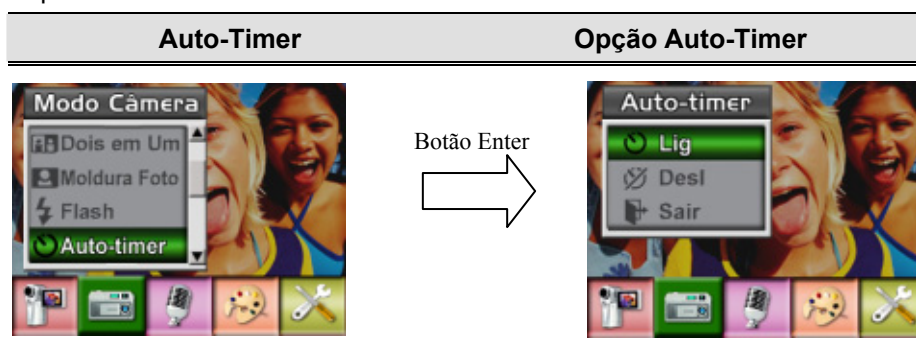 Auto-Timer
Opção Auto-Timer
Modo Câmera
Dois em Um
Moldura Foto
Flash
Auto-timer
Botão Enter
Auto-timer
Lig
Desl
Sair